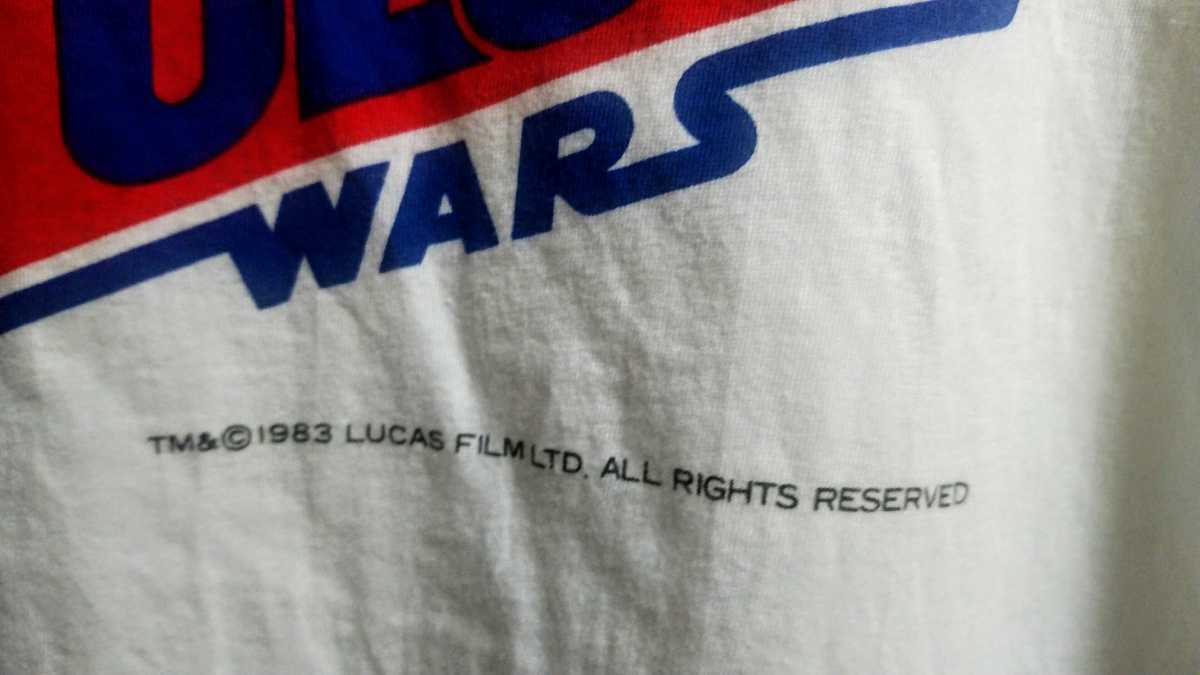 WARS
TM&©1983 LUCAS FILM LTD. ALL RIGHTS RESERVED